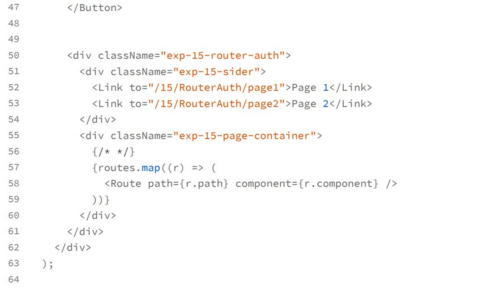 47 </Button>
48
49
50 <div className="exp-15-router-auth">
51 <div className="exp-15-sider">
52 <Link to="/15/RouterAuth/page1">Page 1</Link>
53 <Link to="/15/RouterAuth/page2">Page 2</Link>
54 </div>
55 <div className="exp-15-page-container">
56 {/* */}
57 {routes.map((r) => (
58 <Route path={r.path} component={r.component} />
59 ))}
60 </div>
61 </div>
62 </div>
63 );
64